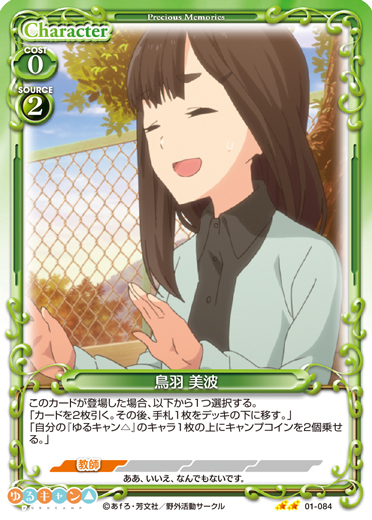 Precious Memories
Character
COST
0
SOURCE
2
鳥羽 美波
このカードが登場した場合、以下から1つ選択する。
「カードを2枚引く。その後、手札1枚をデッキの下に移す。」
「自分の『ゆるキャン△』のキャラ1枚の上にキャンプコインを2個乗せ
る。」
教師
ああ、いいえ、なんでもないです。
ゆるキャン△
©あfろ・芳文社／野外活動サークル
01-084